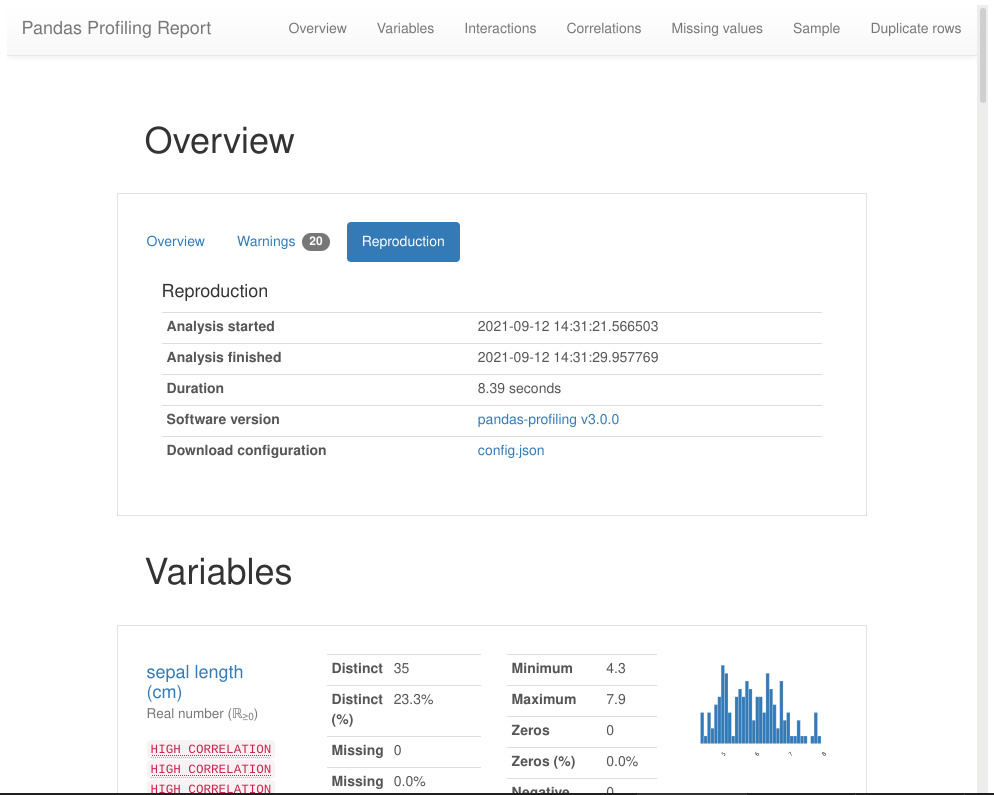 Pandas Profiling Report Overview Variables Interactions Correlations Missing values Sample Duplicate rows
Overview
Overview Warnings 20 Reproduction
Reproduction
Analysis started 2021-09-12 14:31:21.566503
Analysis finished 2021-09-12 14:31:29.957769
Duration 8.39 seconds
Software version pandas-profiling v3.0.0
Download configuration config.json
Variables
sepal length
(cm)
Real number (ℝ≥0)
HIGH CORRELATION
HIGH CORRELATION
HIGH CORRELATION
Distinct 35
Distinct 23.3%
(%)
Missing 0
Missing 0.0%
Minimum 4.3
Maximum 7.9
Zeros 0
Zeros (%) 0.0%
Negative 0
5 6 7 8